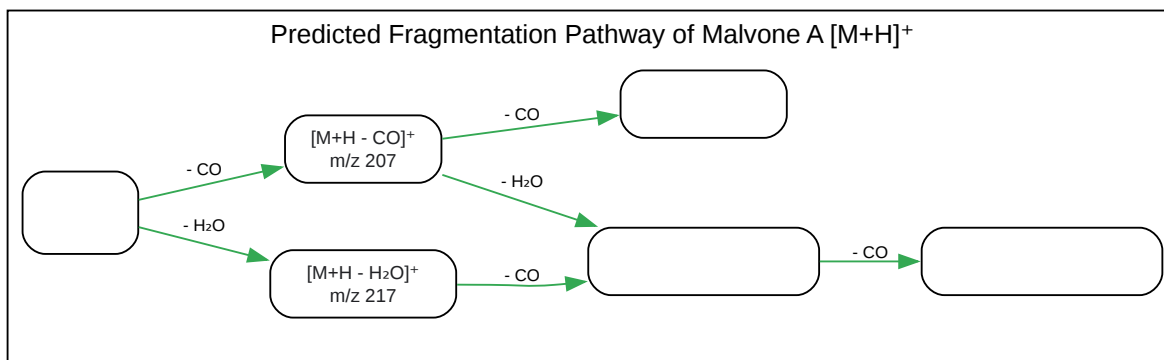 Predicted Fragmentation Pathway of Malvone A [M+H]⁺
- CO
[M+H - CO]⁺
m/z 207
- CO
- H₂O
- H₂O
[M+H - H₂O]⁺
m/z 217
- CO
- CO